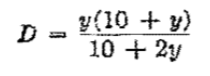 D = y(10 + y) / 10 + 2y